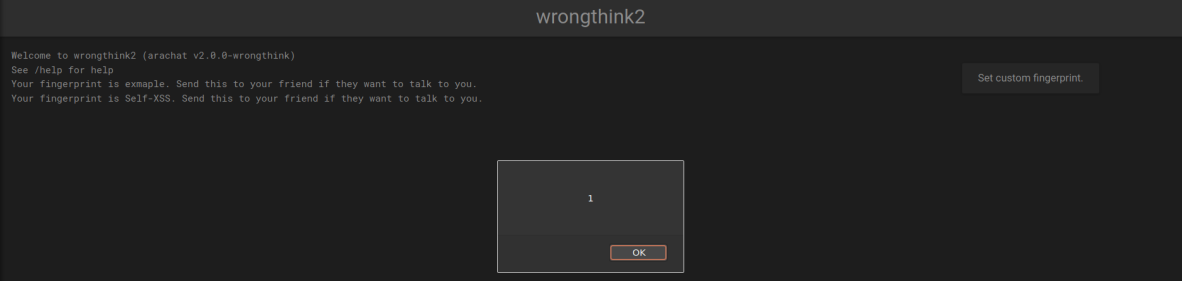 wrongthink2
Welcome to wrongthink2 (arachat v2.0.0-wrongthink)
See /help for help
Your fingerprint is exmaple. Send this to your friend if they want to talk to you.
Your fingerprint is Self-XSS. Send this to your friend if they want to talk to you.
Set custom fingerprint.
1
OK